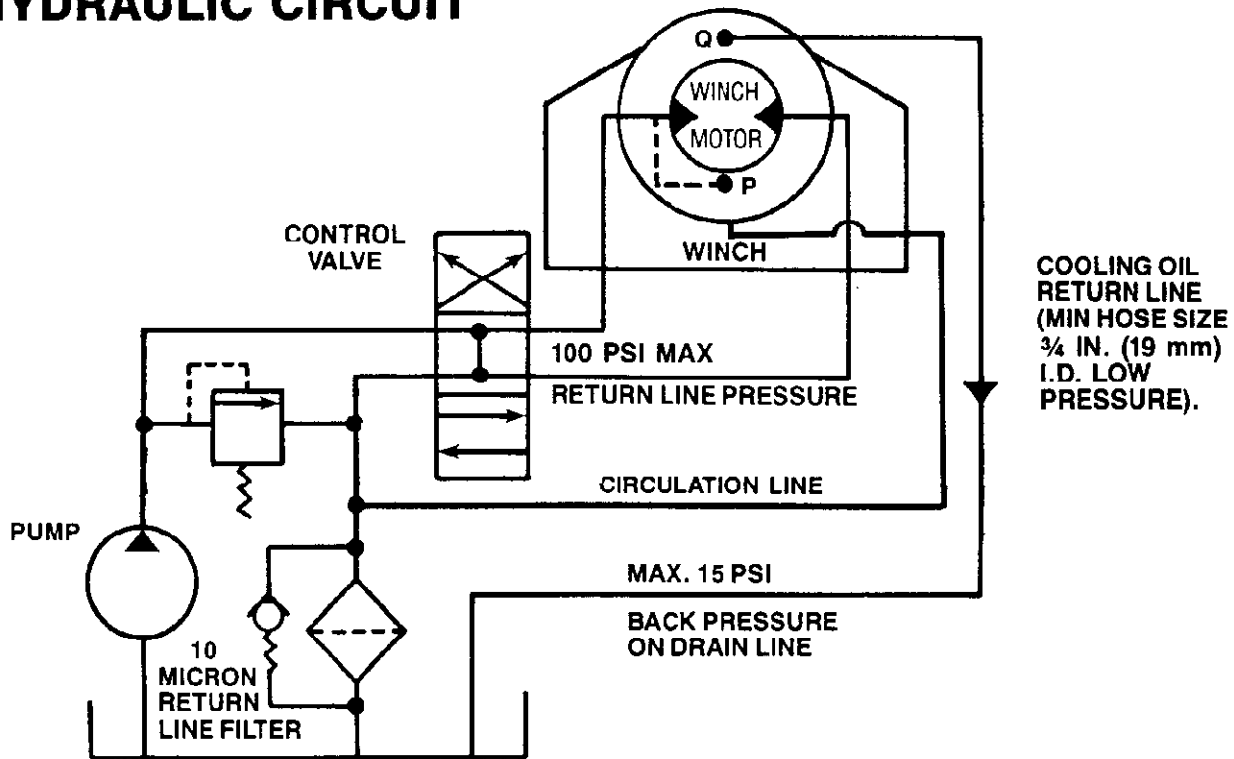 HYDRAULIC CIRCUIT
Q
WINCH
MOTOR
P
WINCH
CONTROL
VALVE
COOLING OIL
RETURN LINE
(MIN HOSE SIZE
¾ IN. (19 mm)
I.D. LOW
PRESSURE).
100 PSI MAX
RETURN LINE PRESSURE
CIRCULATION LINE
PUMP
MAX. 15 PSI
BACK PRESSURE
ON DRAIN LINE
10
MICRON
RETURN
LINE FILTER